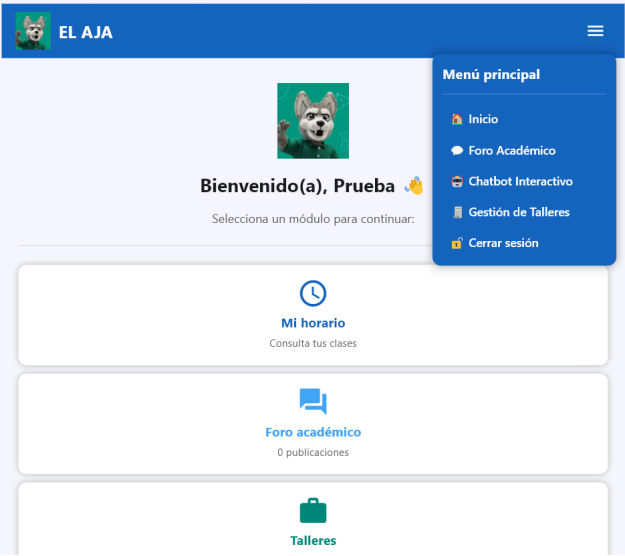 EL AJA
Menú principal
Inicio
Foro Académico
Chatbot Interactivo
Gestión de Talleres
Cerrar sesión
Bienvenido(a), Prueba
Selecciona un módulo para continuar:
Mi horario
Consulta tus clases
Foro académico
0 publicaciones
Talleres